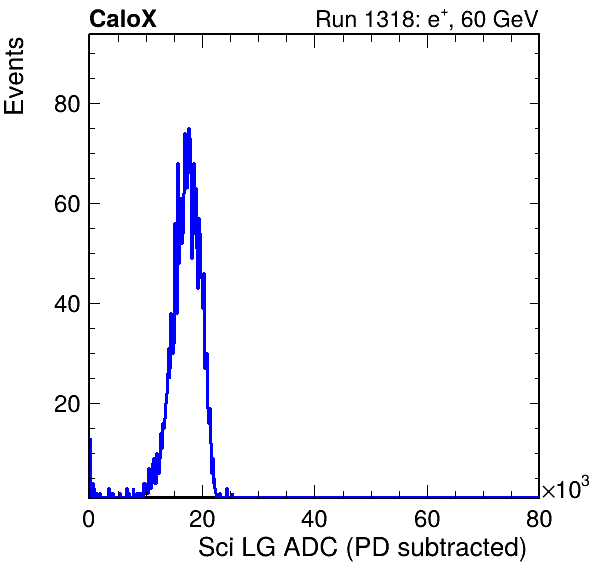 CaloX Run 1318: e⁺, 60 GeV
Events
80
60
40
20
0 20 40 60 80
×10³
Sci LG ADC (PD subtracted)